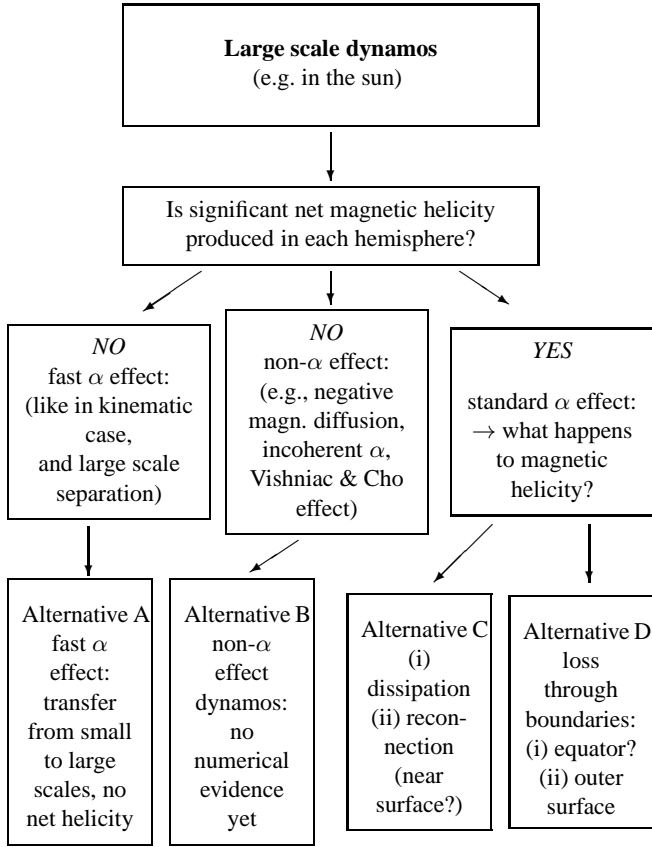 Large scale dynamos
(e.g. in the sun)
Is significant net magnetic helicity
produced in each hemisphere?
NO
fast α effect:
(like in kinematic
case,
and large scale
separation)
NO
non-α effect:
(e.g., negative
magn. diffusion,
incoherent α,
Vishniac & Cho
effect)
YES
standard α effect:
→ what happens
to magnetic
helicity?
Alternative A
fast α
effect:
transfer
from small
to large
scales, no
net helicity
Alternative B
non-α
effect
dynamos:
no
numerical
evidence
yet
Alternative C
(i)
dissipation
(ii) recon-
nection
(near
surface?)
Alternative D
loss
through
boundaries:
(i) equator?
(ii) outer
surface